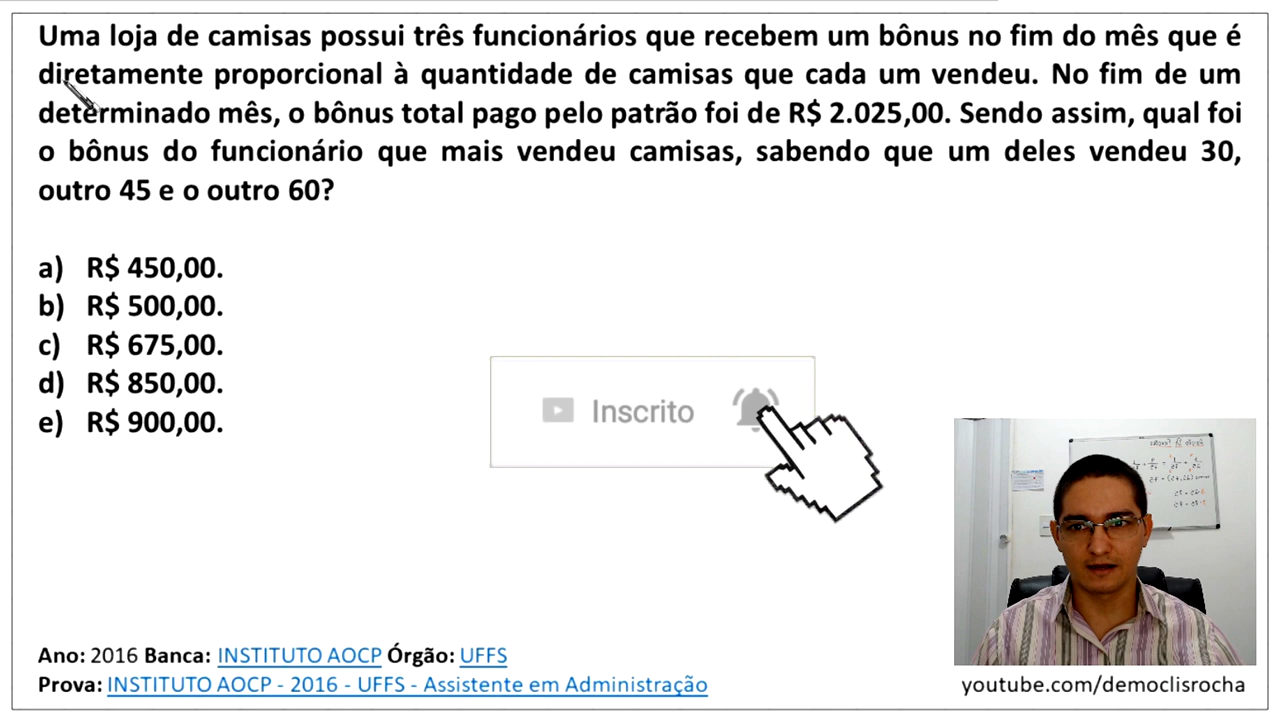 Uma loja de camisas possui três funcionários que recebem um bônus no fim do mês que é
diretamente proporcional à quantidade de camisas que cada um vendeu. No fim de um
determinado mês, o bônus total pago pelo patrão foi de R$ 2.025,00. Sendo assim, qual foi
o bônus do funcionário que mais vendeu camisas, sabendo que um deles vendeu 30,
outro 45 e o outro 60?
a) R$ 450,00.
b) R$ 500,00.
c) R$ 675,00.
d) R$ 850,00.
e) R$ 900,00.
Inscrito
Ano: 2016 Banca: INSTITUTO AOCP Órgão: UFFS
Prova: INSTITUTO AOCP - 2016 - UFFS - Assistente em Administração
youtube.com/democlisrocha